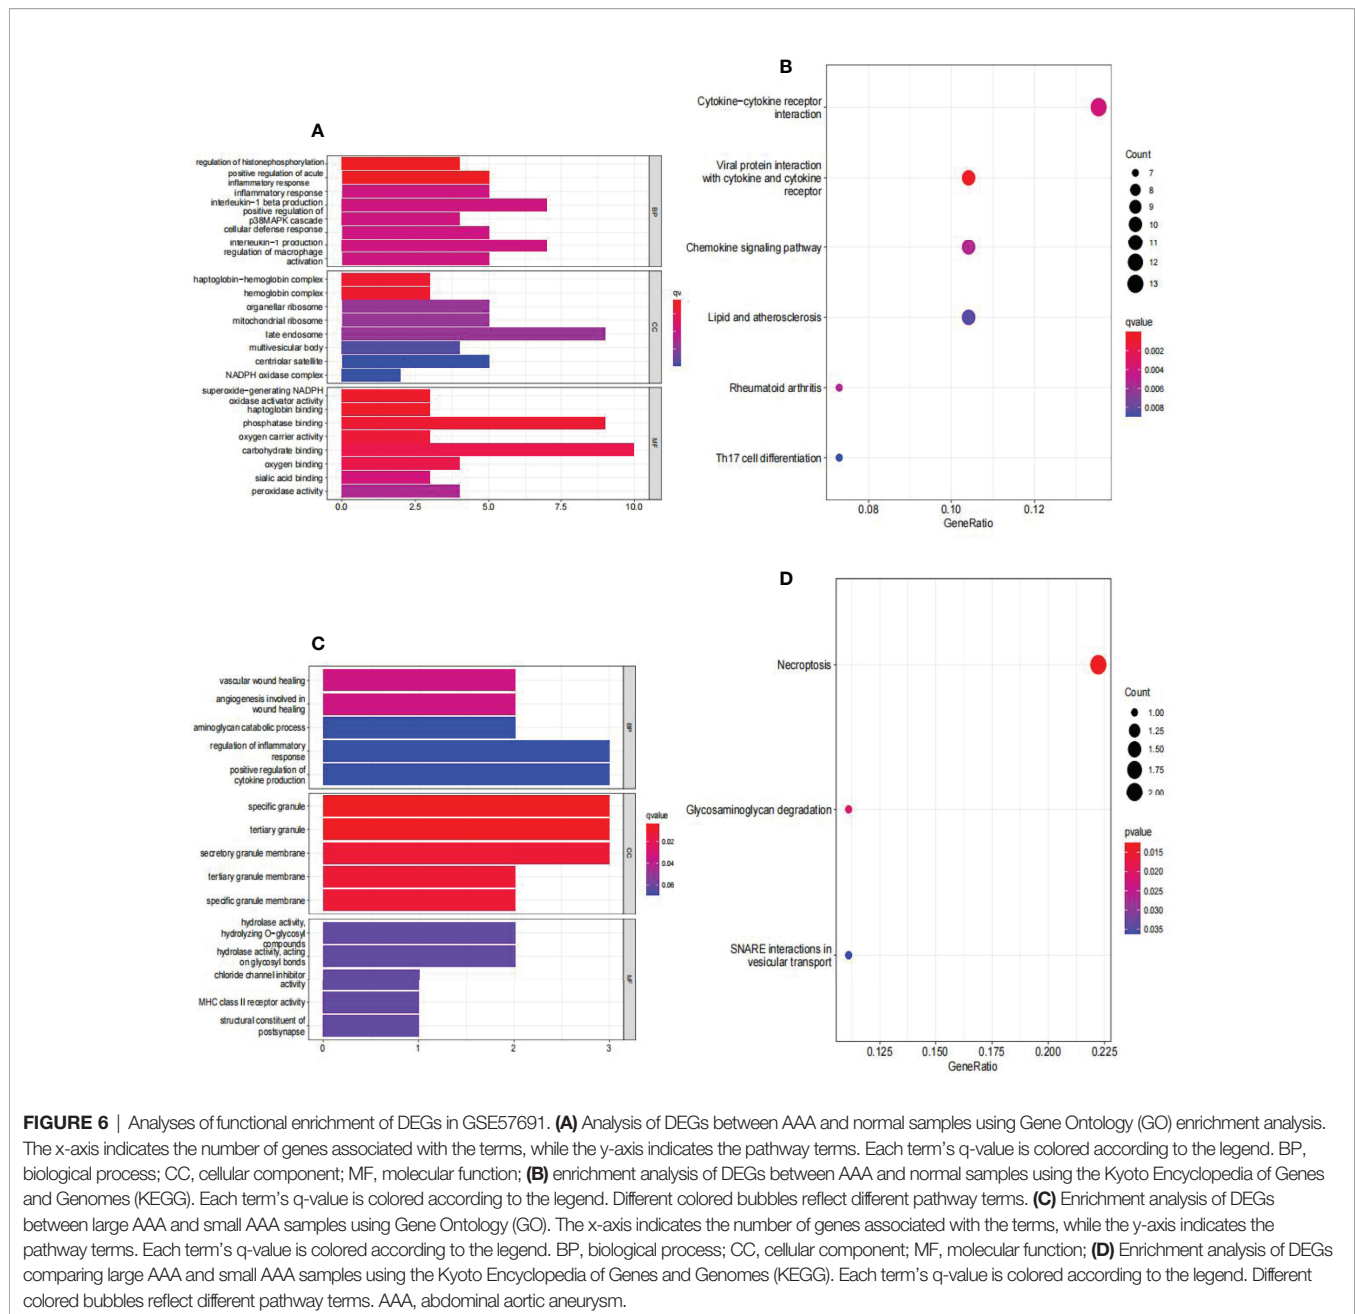 A
regulation of histonephosphorylation
positive regulation of acute
inflammatory response
inflammatory response
interleukin−1 beta production
positive regulation of
p38MAPK cascade
cellular defense response
interleukin−1 production
regulation of macrophage
activation
BP
haptoglobin−hemoglobin complex
hemoglobin complex
organellar ribosome
mitochondrial ribosome
late endosome
multivesicular body
centriolar satellite
NADPH oxidase complex
CC
superoxide−generating NADPH
oxidase activator activity
haptoglobin binding
phosphatase binding
oxygen carrier activity
carbohydrate binding
oxygen binding
sialic acid binding
peroxidase activity
MF
0.0 2.5 5.0 7.5 10.0
qv
B
Cytokine−cytokine receptor
interaction
Viral protein interaction
with cytokine and cytokine
receptor
Chemokine signaling pathway
Lipid and atherosclerosis
Rheumatoid arthritis
Th17 cell differentiation
0.08 0.10 0.12
GeneRatio
Count
7
8
9
10
11
12
13
qvalue
0.002
0.004
0.006
0.008
C
vascular wound healing
angiogenesis involved in
wound healing
aminoglycan catabolic process
regulation of inflammatory
response
positive regulation of
cytokine production
BP
specific granule
tertiary granule
secretory granule membrane
tertiary granule membrane
specific granule membrane
CC
hydrolase activity,
hydrolyzing O−glycosyl
compounds
hydrolase activity, acting
on glycosyl bonds
chloride channel inhibitor
activity
MHC class II receptor activity
structural constituent of
postsynapse
MF
0 1 2 3
qvalue
0.02
0.04
0.06
D
Necroptosis
Glycosaminoglycan degradation
SNARE interactions in
vesicular transport
0.125 0.150 0.175 0.200 0.225
GeneRatio
Count
1.00
1.25
1.50
1.75
2.00
pvalue
0.015
0.020
0.025
0.030
0.035
FIGURE 6 | Analyses of functional enrichment of DEGs in GSE57691. (A) Analysis of DEGs between AAA and normal samples using Gene Ontology (GO) enrichment analysis.
The x-axis indicates the number of genes associated with the terms, while the y-axis indicates the pathway terms. Each term's q-value is colored according to the legend. BP,
biological process; CC, cellular component; MF, molecular function; (B) enrichment analysis of DEGs between AAA and normal samples using the Kyoto Encyclopedia of Genes
and Genomes (KEGG). Each term's q-value is colored according to the legend. Different colored bubbles reflect different pathway terms. (C) Enrichment analysis of DEGs
between large AAA and small AAA samples using Gene Ontology (GO). The x-axis indicates the number of genes associated with the terms, while the y-axis indicates the
pathway terms. Each term's q-value is colored according to the legend. BP, biological process; CC, cellular component; MF, molecular function; (D) Enrichment analysis of DEGs
comparing large AAA and small AAA samples using the Kyoto Encyclopedia of Genes and Genomes (KEGG). Each term's q-value is colored according to the legend. Different
colored bubbles reflect different pathway terms. AAA, abdominal aortic aneurysm.